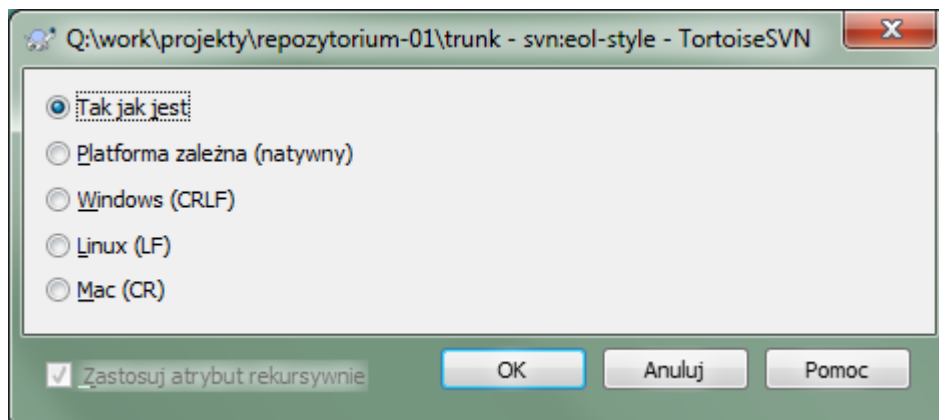 Q:\work\projekty\repozytorium-01\trunk - svn:eol-style - TortoiseSVN
Tak jak jest
Platforma zależna (natywny)
Windows (CRLF)
Linux (LF)
Mac (CR)
Zastosuj atrybut rekursywnie
OK
Anuluj
Pomoc